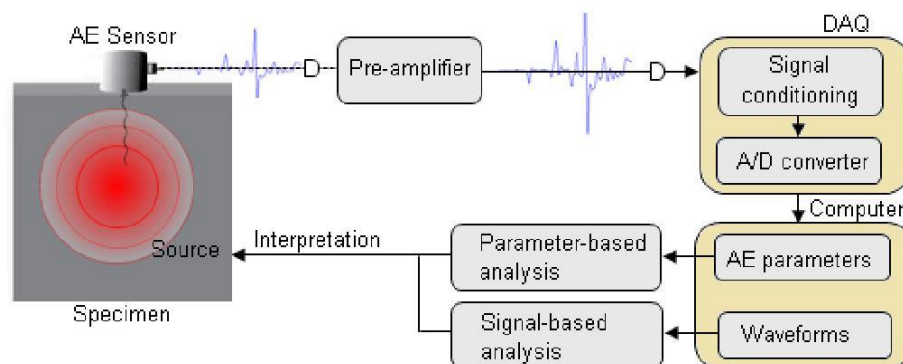 AE Sensor
D
Pre-amplifier
D
DAQ
Signal
conditioning
A/D converter
Computer
AE parameters
Waveforms
Parameter-based
analysis
Signal-based
analysis
Interpretation
Source
Specimen